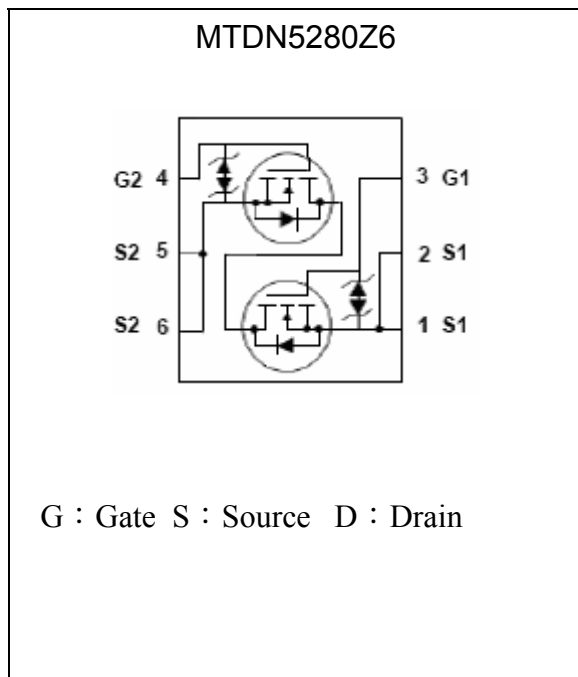 MTDN5280Z6
G2 4 3 G1
S2 5 2 S1
S2 6 1 S1
G：Gate S：Source D：Drain